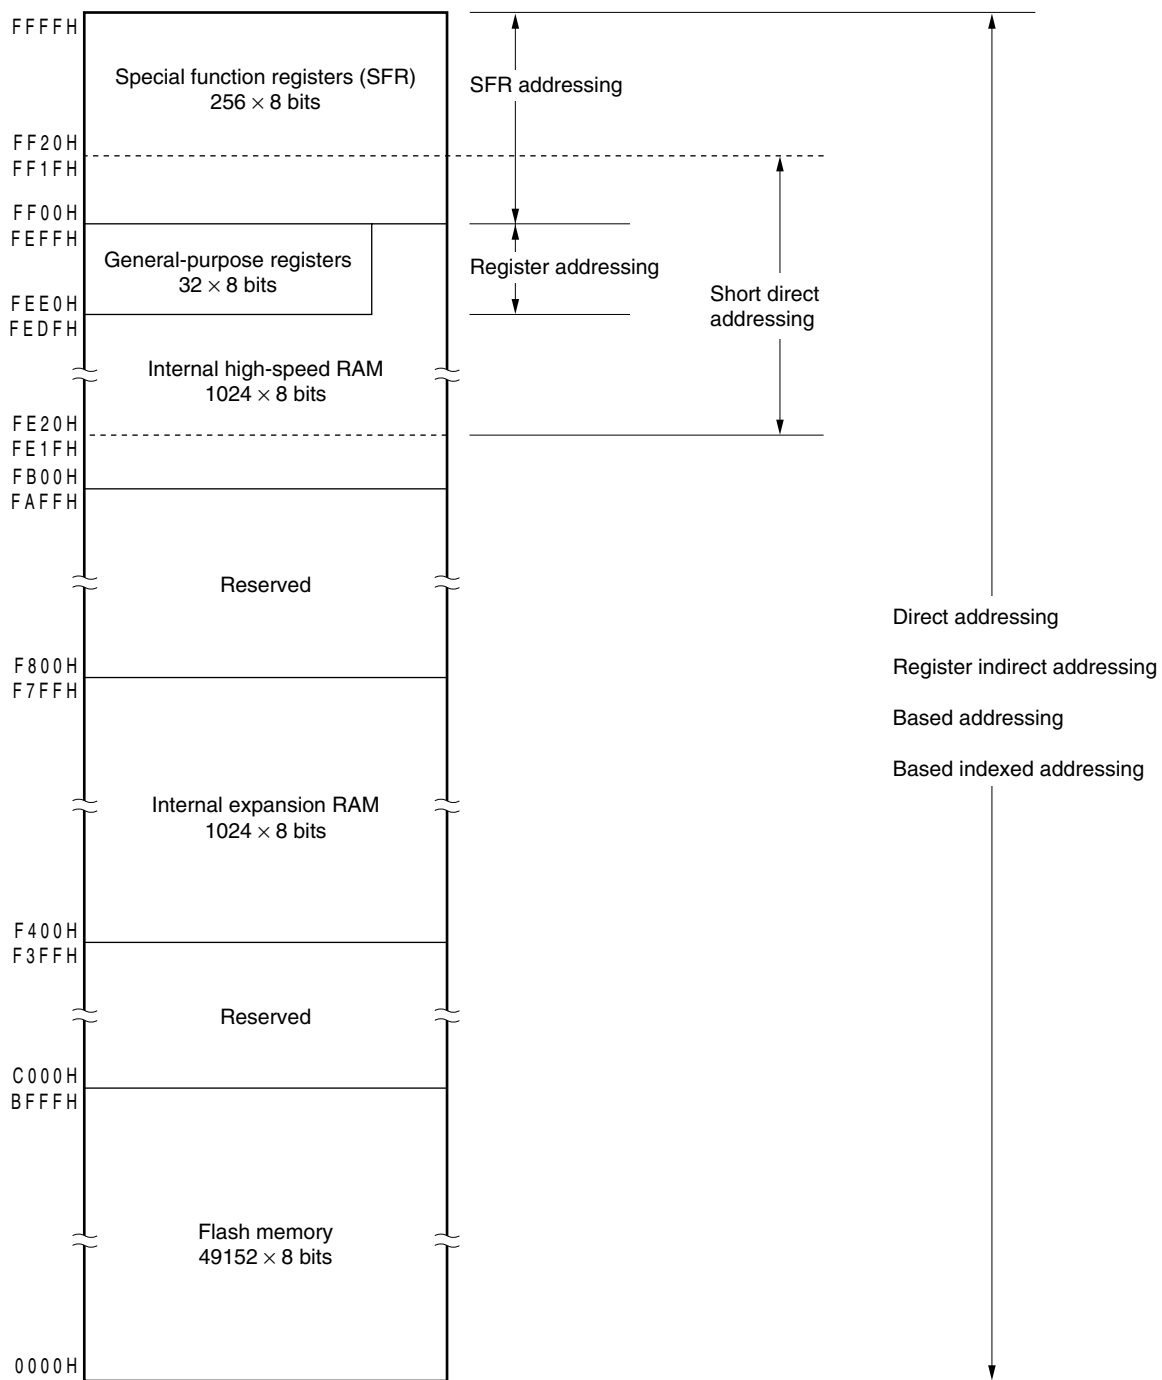 FFFFH
Special function registers (SFR)
256 × 8 bits
SFR addressing
FF20H
FF1FH
FF00H
FEFFH
General-purpose registers
32 × 8 bits
Register addressing
Short direct
addressing
FEE0H
FEDFH
Internal high-speed RAM
1024 × 8 bits
FE20H
FE1FH
FB00H
FAFFH
Reserved
Direct addressing
Register indirect addressing
Based addressing
Based indexed addressing
F800H
F7FFH
Internal expansion RAM
1024 × 8 bits
F400H
F3FFH
Reserved
C000H
BFFFH
Flash memory
49152 × 8 bits
0000H